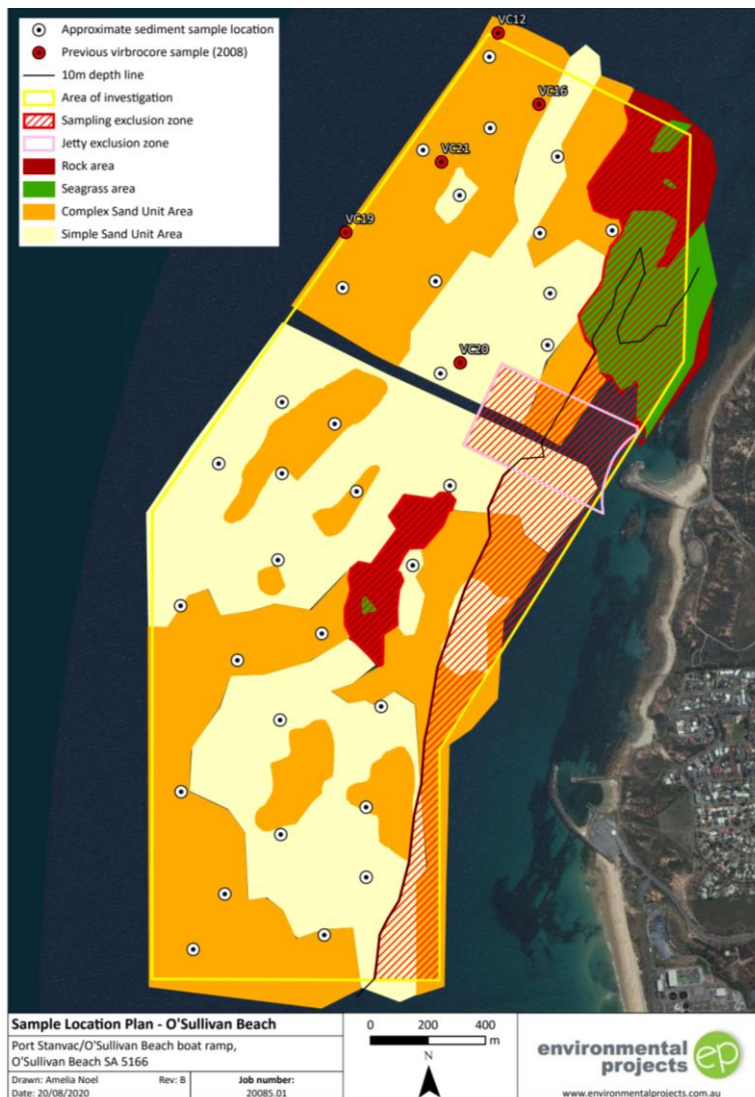 Approximate sediment sample location
Previous virbrocore sample (2008)
10m depth line
Area of investigation
Sampling exclusion zone
Jetty exclusion zone
Rock area
Seagrass area
Complex Sand Unit Area
Simple Sand Unit Area
VC12
VC16
VC21
VC19
VC20
Sample Location Plan - O'Sullivan Beach
Port Stanvac/O'Sullivan Beach boat ramp,
O'Sullivan Beach SA 5166
Drawn: Amelia Noel Rev: B
Date: 20/08/2020
Job number:
20085.01
0 200 400
m
N
environmental
projects
ep
www.environmentalprojects.com.au